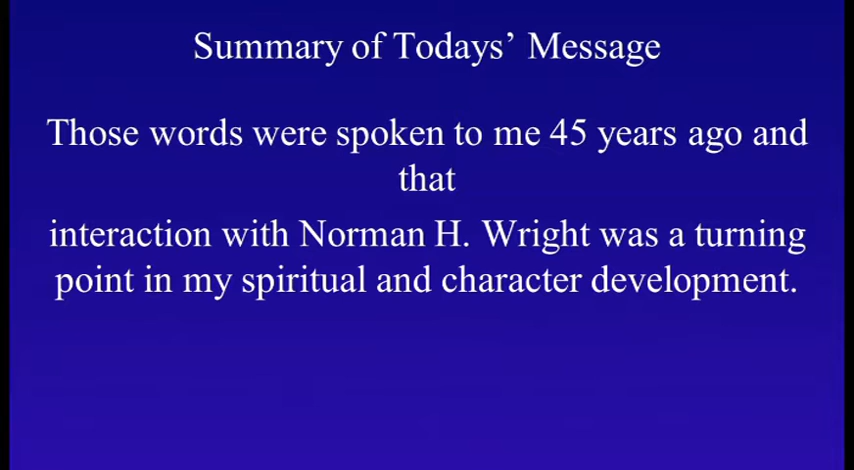 Summary of Todays’ Message
Those words were spoken to me 45 years ago and
that
interaction with Norman H. Wright was a turning
point in my spiritual and character development.